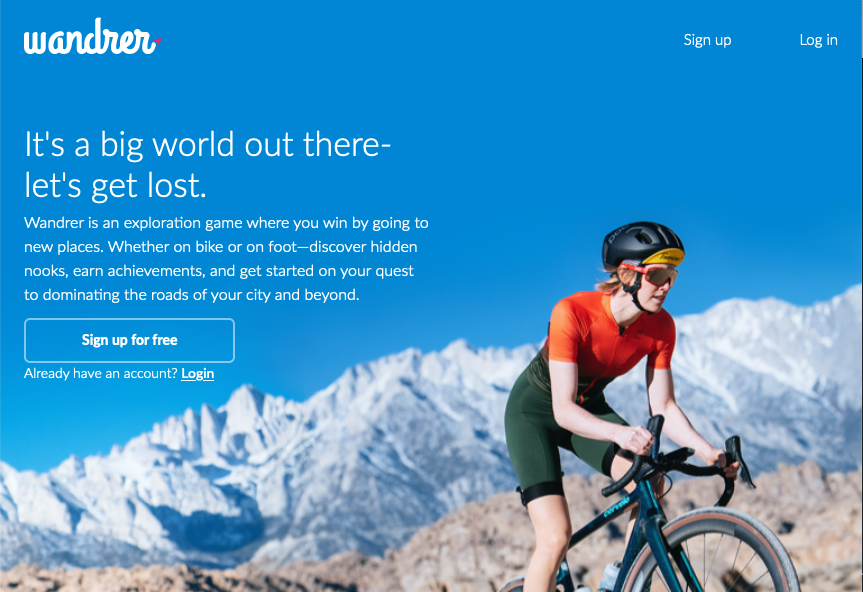 wandrer
Sign up
Log in
It's a big world out there-
let's get lost.
Wandrer is an exploration game where you win by going to
new places. Whether on bike or on foot—discover hidden
nooks, earn achievements, and get started on your quest
to dominating the roads of your city and beyond.
Sign up for free
Already have an account? Login
cervélo